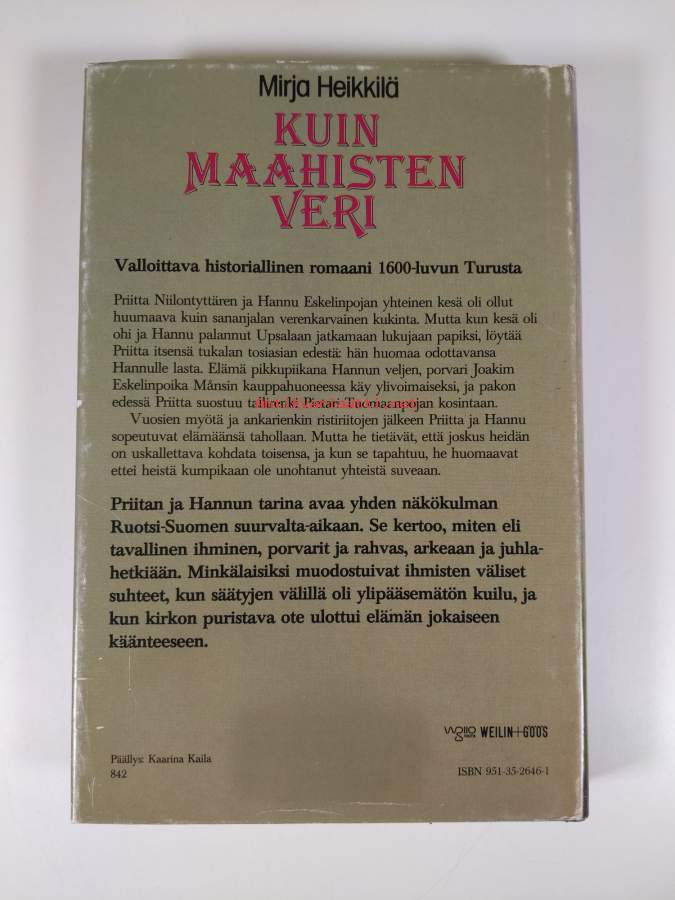 Mirja Heikkilä
KUIN
MAAHISTEN
VERI
Valloittava historiallinen romaani 1600-luvun Turusta
Priitta Niilontyttären ja Hannu Eskelinpojan yhteinen kesä oli ollut
huumaava kuin sananjalan verenkarvainen kukinta. Mutta kun kesä oli
ohi ja Hannu palannut Upsalaan jatkamaan lukujaan papiksi, löytää
Priitta itsensä tukalan tosiasian edestä: hän huomaa odottavansa
Hannulle lasta. Elämä pikkupiikana Hannun veljen, porvari Joakim
Eskelinpoika Månsin kauppahuoneessa käy ylivoimaiseksi, ja pakon
edessä Priitta suostuu kosintaan.
Vuosien myötä ja ankarienkin ristiriitojen jälkeen Priitta ja Hannu
sopeutuvat elämäänsä tahollaan. Mutta he tietävät, että joskus heidän
on uskallettava kohdata toisensa, ja kun se tapahtuu, he huomaavat
ettei heistä kumpikaan ole unohtanut yhteistä suveaan.
Priitan ja Hannun tarina avaa yhden näkökulman
Ruotsi-Suomen suurvalta-aikaan. Se kertoo, miten eli
tavallinen ihminen, porvarit ja rahvas, arkeaan ja juhla-
hetkiään. Minkälaisiksi muodostuivat ihmisten väliset
suhteet, kun säätyjen välillä oli ylipääsemätön kuilu, ja
kun kirkon puristava ote ulottui elämän jokaiseen
käänteeseen.
WEILIN+GÖÖS
Päällys: Kaarina Kaila
842
ISBN 951-35-2646-1